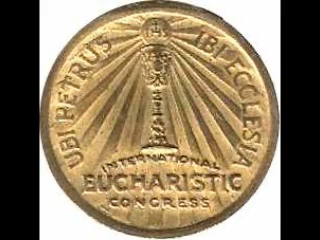 UBI PETRUS IBI ECCLESIA
INTERNATIONAL
EUCHARISTIC
CONGRESS